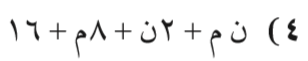 ٤) ن م + ٢ن + ٨م + ١٦